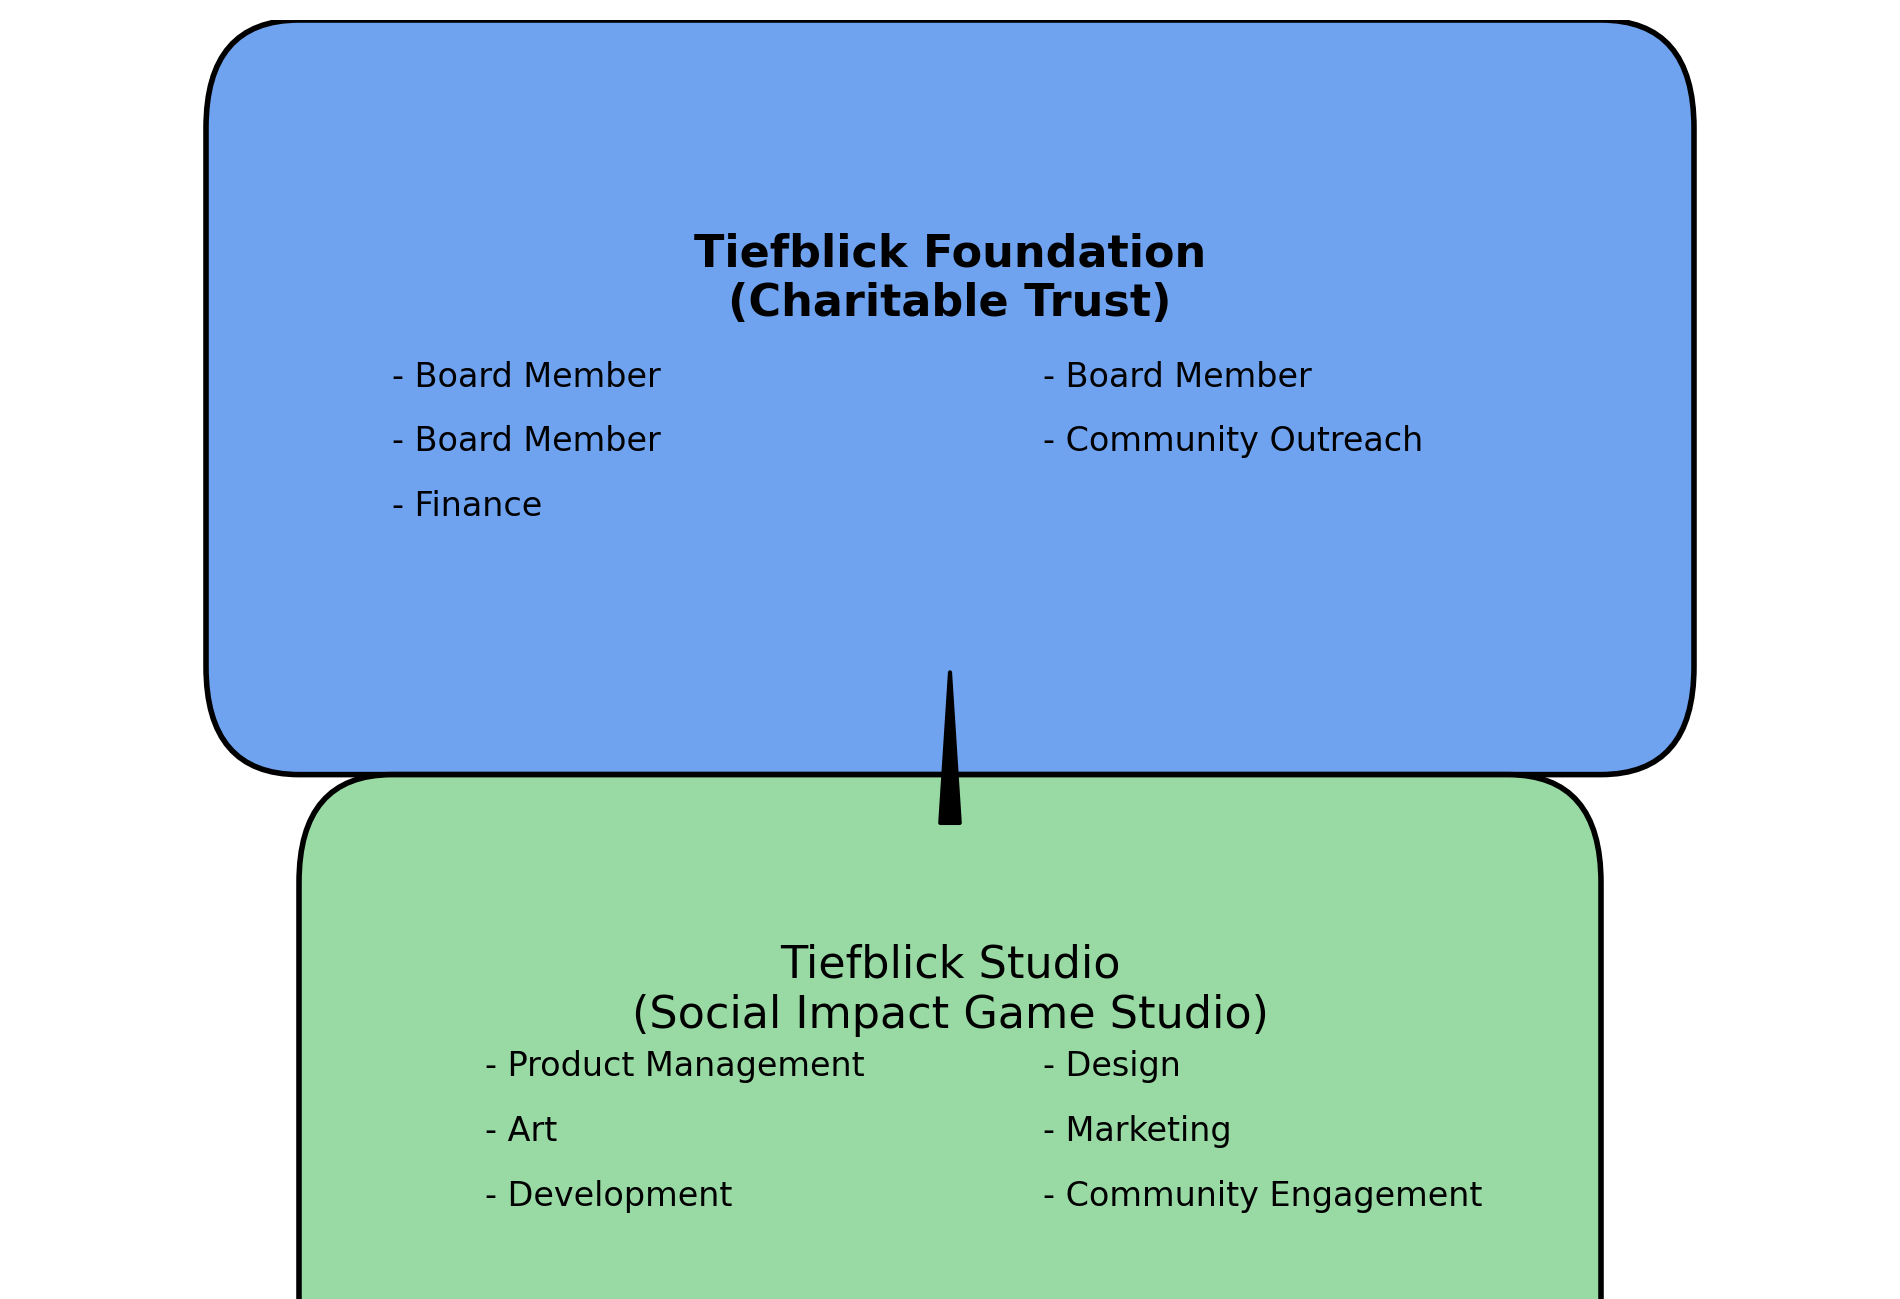 Tiefblick Foundation
(Charitable Trust)
- Board Member
- Board Member
- Finance
- Board Member
- Community Outreach
Tiefblick Studio
(Social Impact Game Studio)
- Product Management
- Art
- Development
- Design
- Marketing
- Community Engagement